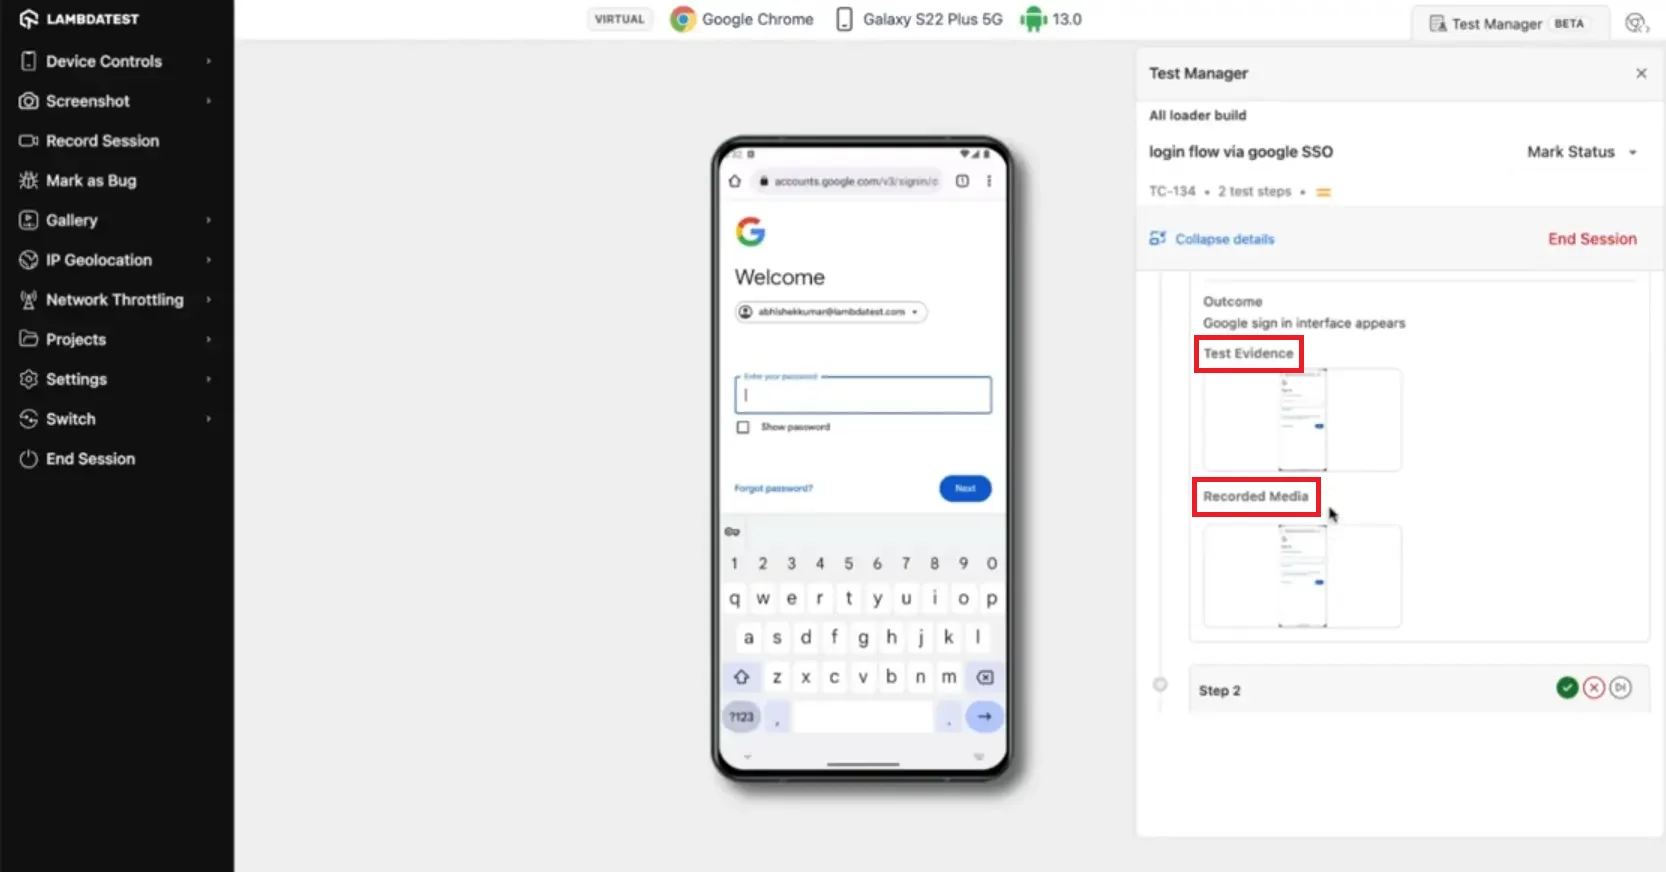 LAMBDATEST
Device Controls
Screenshot
Record Session
Mark as Bug
Gallery
IP Geolocation
Network Throttling
Projects
Settings
Switch
End Session
VIRTUAL Google Chrome Galaxy S22 Plus 5G 13.0
Test Manager BETA
accounts.google.com/v3/signin/c 1
Welcome
abhishekkumar@lambdatest.com
Enter your password
Show password
Forgot password? Next
1 2 3 4 5 6 7 8 9 0
q w e r t y u i o p
a s d f g h j k l
z x c v b n m
?123 , .
Test Manager
All loader build
login flow via google SSO Mark Status
TC-134 • 2 test steps •
Collapse details End Session
Outcome
Google sign in interface appears
Test Evidence
Recorded Media
Step 2